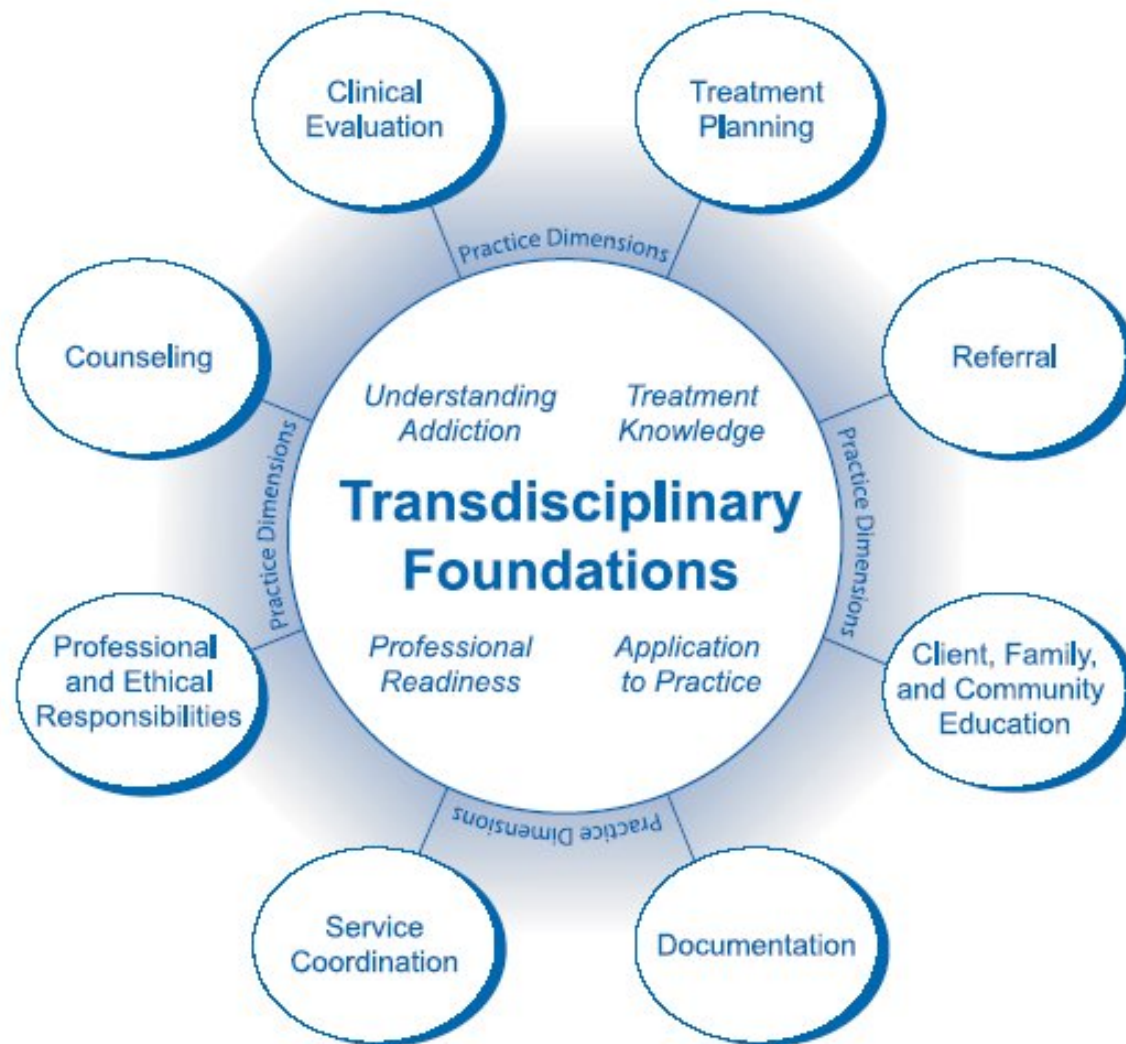 Clinical
Evaluation
Treatment
Planning
Practice Dimensions
Counseling
Referral
Understanding
Addiction
Treatment
Knowledge
Practice Dimensions
Practice Dimensions
Transdisciplinary
Foundations
Professional
Readiness
Application
to Practice
Professional
and Ethical
Responsibilities
Client, Family,
and Community
Education
Practice Dimensions
Service
Coordination
Documentation